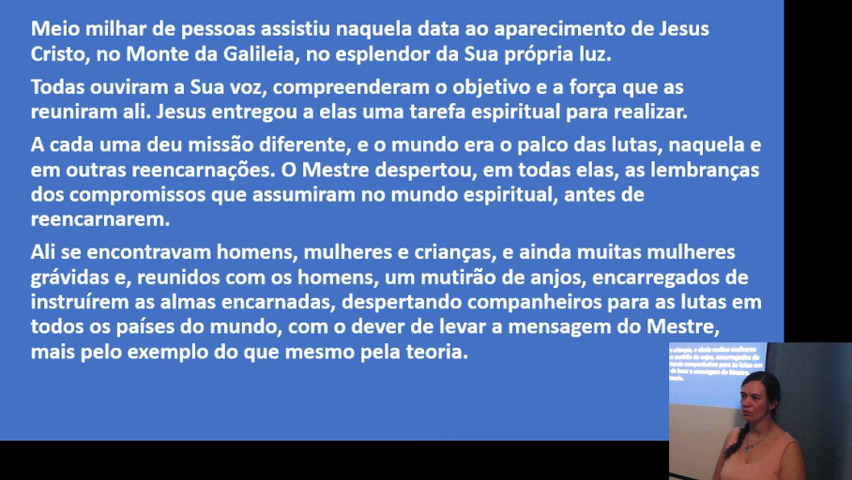 Meio milhar de pessoas assistiu naquela data ao aparecimento de Jesus
Cristo, no Monte da Galileia, no esplendor da Sua própria luz.
Todas ouviram a Sua voz, compreenderam o objetivo e a força que as
reuniram ali. Jesus entregou a elas uma tarefa espiritual para realizar.
A cada uma deu missão diferente, e o mundo era o palco das lutas, naquela e
em outras reencarnações. O Mestre despertou, em todas elas, as lembranças
dos compromissos que assumiram no mundo espiritual, antes de
reencarnarem.
Ali se encontravam homens, mulheres e crianças, e ainda muitas mulheres
grávidas e, reunidos com os homens, um mutirão de anjos, encarregados de
instruírem as almas encarnadas, despertando companheiros para as lutas em
todos os países do mundo, com o dever de levar a mensagem do Mestre,
mais pelo exemplo do que mesmo pela teoria.